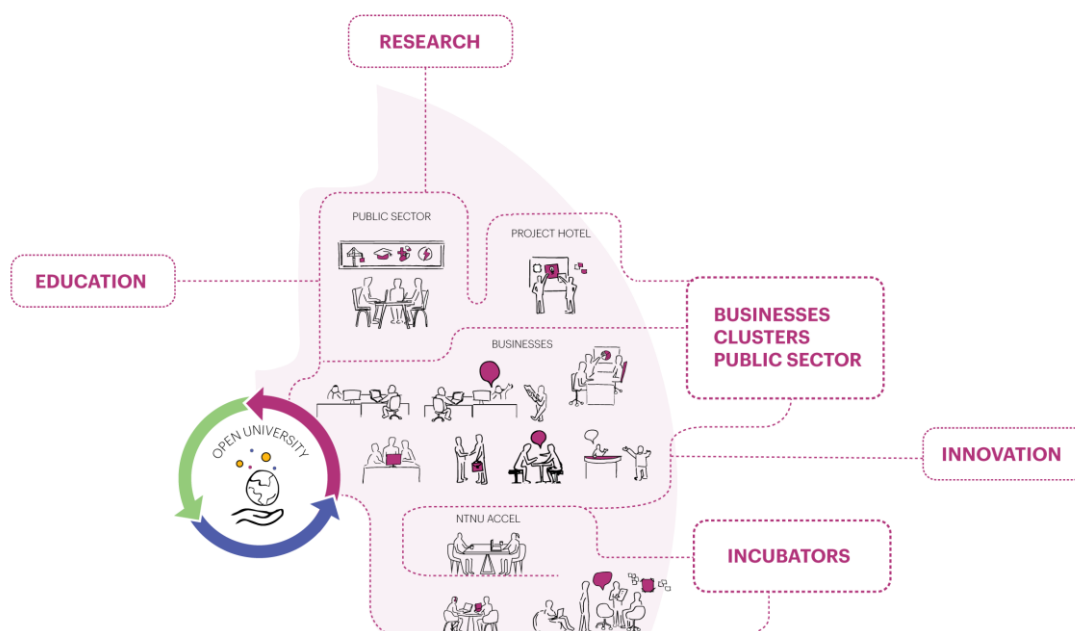 RESEARCH
PUBLIC SECTOR
PROJECT HOTEL
EDUCATION
BUSINESSES
CLUSTERS
PUBLIC SECTOR
BUSINESSES
OPEN UNIVERSITY
INNOVATION
NTNU ACCEL
INCUBATORS